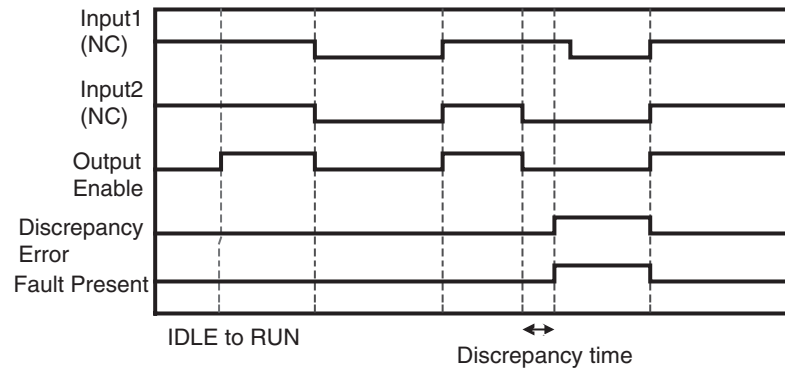 Input1
(NC)
Input2
(NC)
Output
Enable
Discrepancy
Error
Fault Present
IDLE to RUN
Discrepancy time